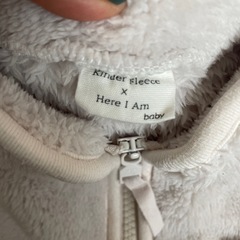 Kinder Fleece
x
Here I Am
baby